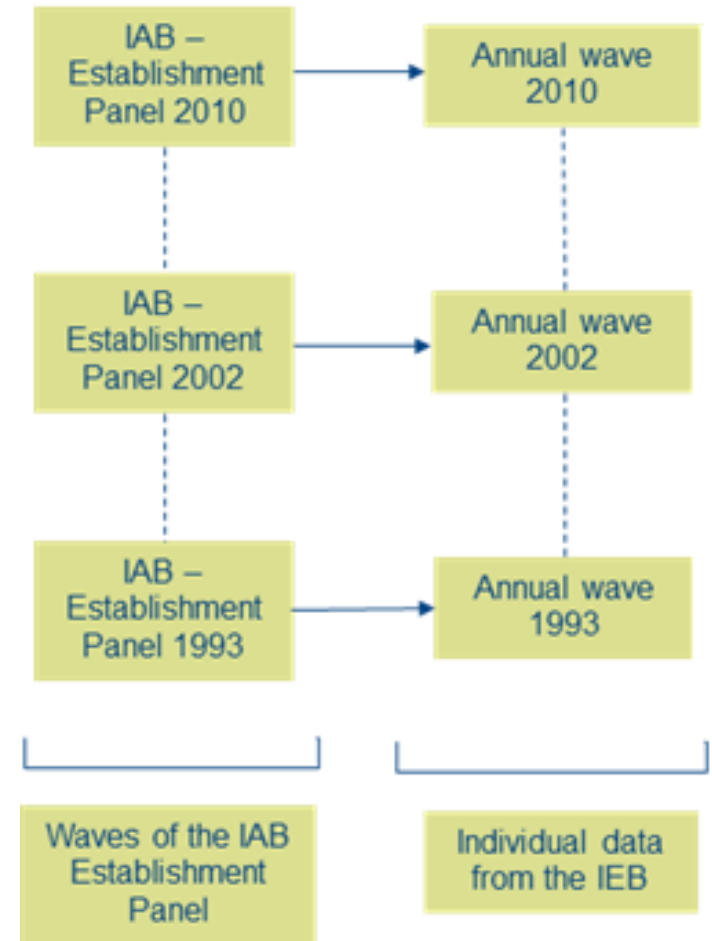 IAB –
Establishment
Panel 2010
Annual wave
2010
IAB –
Establishment
Panel 2002
Annual wave
2002
IAB –
Establishment
Panel 1993
Annual wave
1993
Waves of the IAB
Establishment
Panel
Individual data
from the IEB